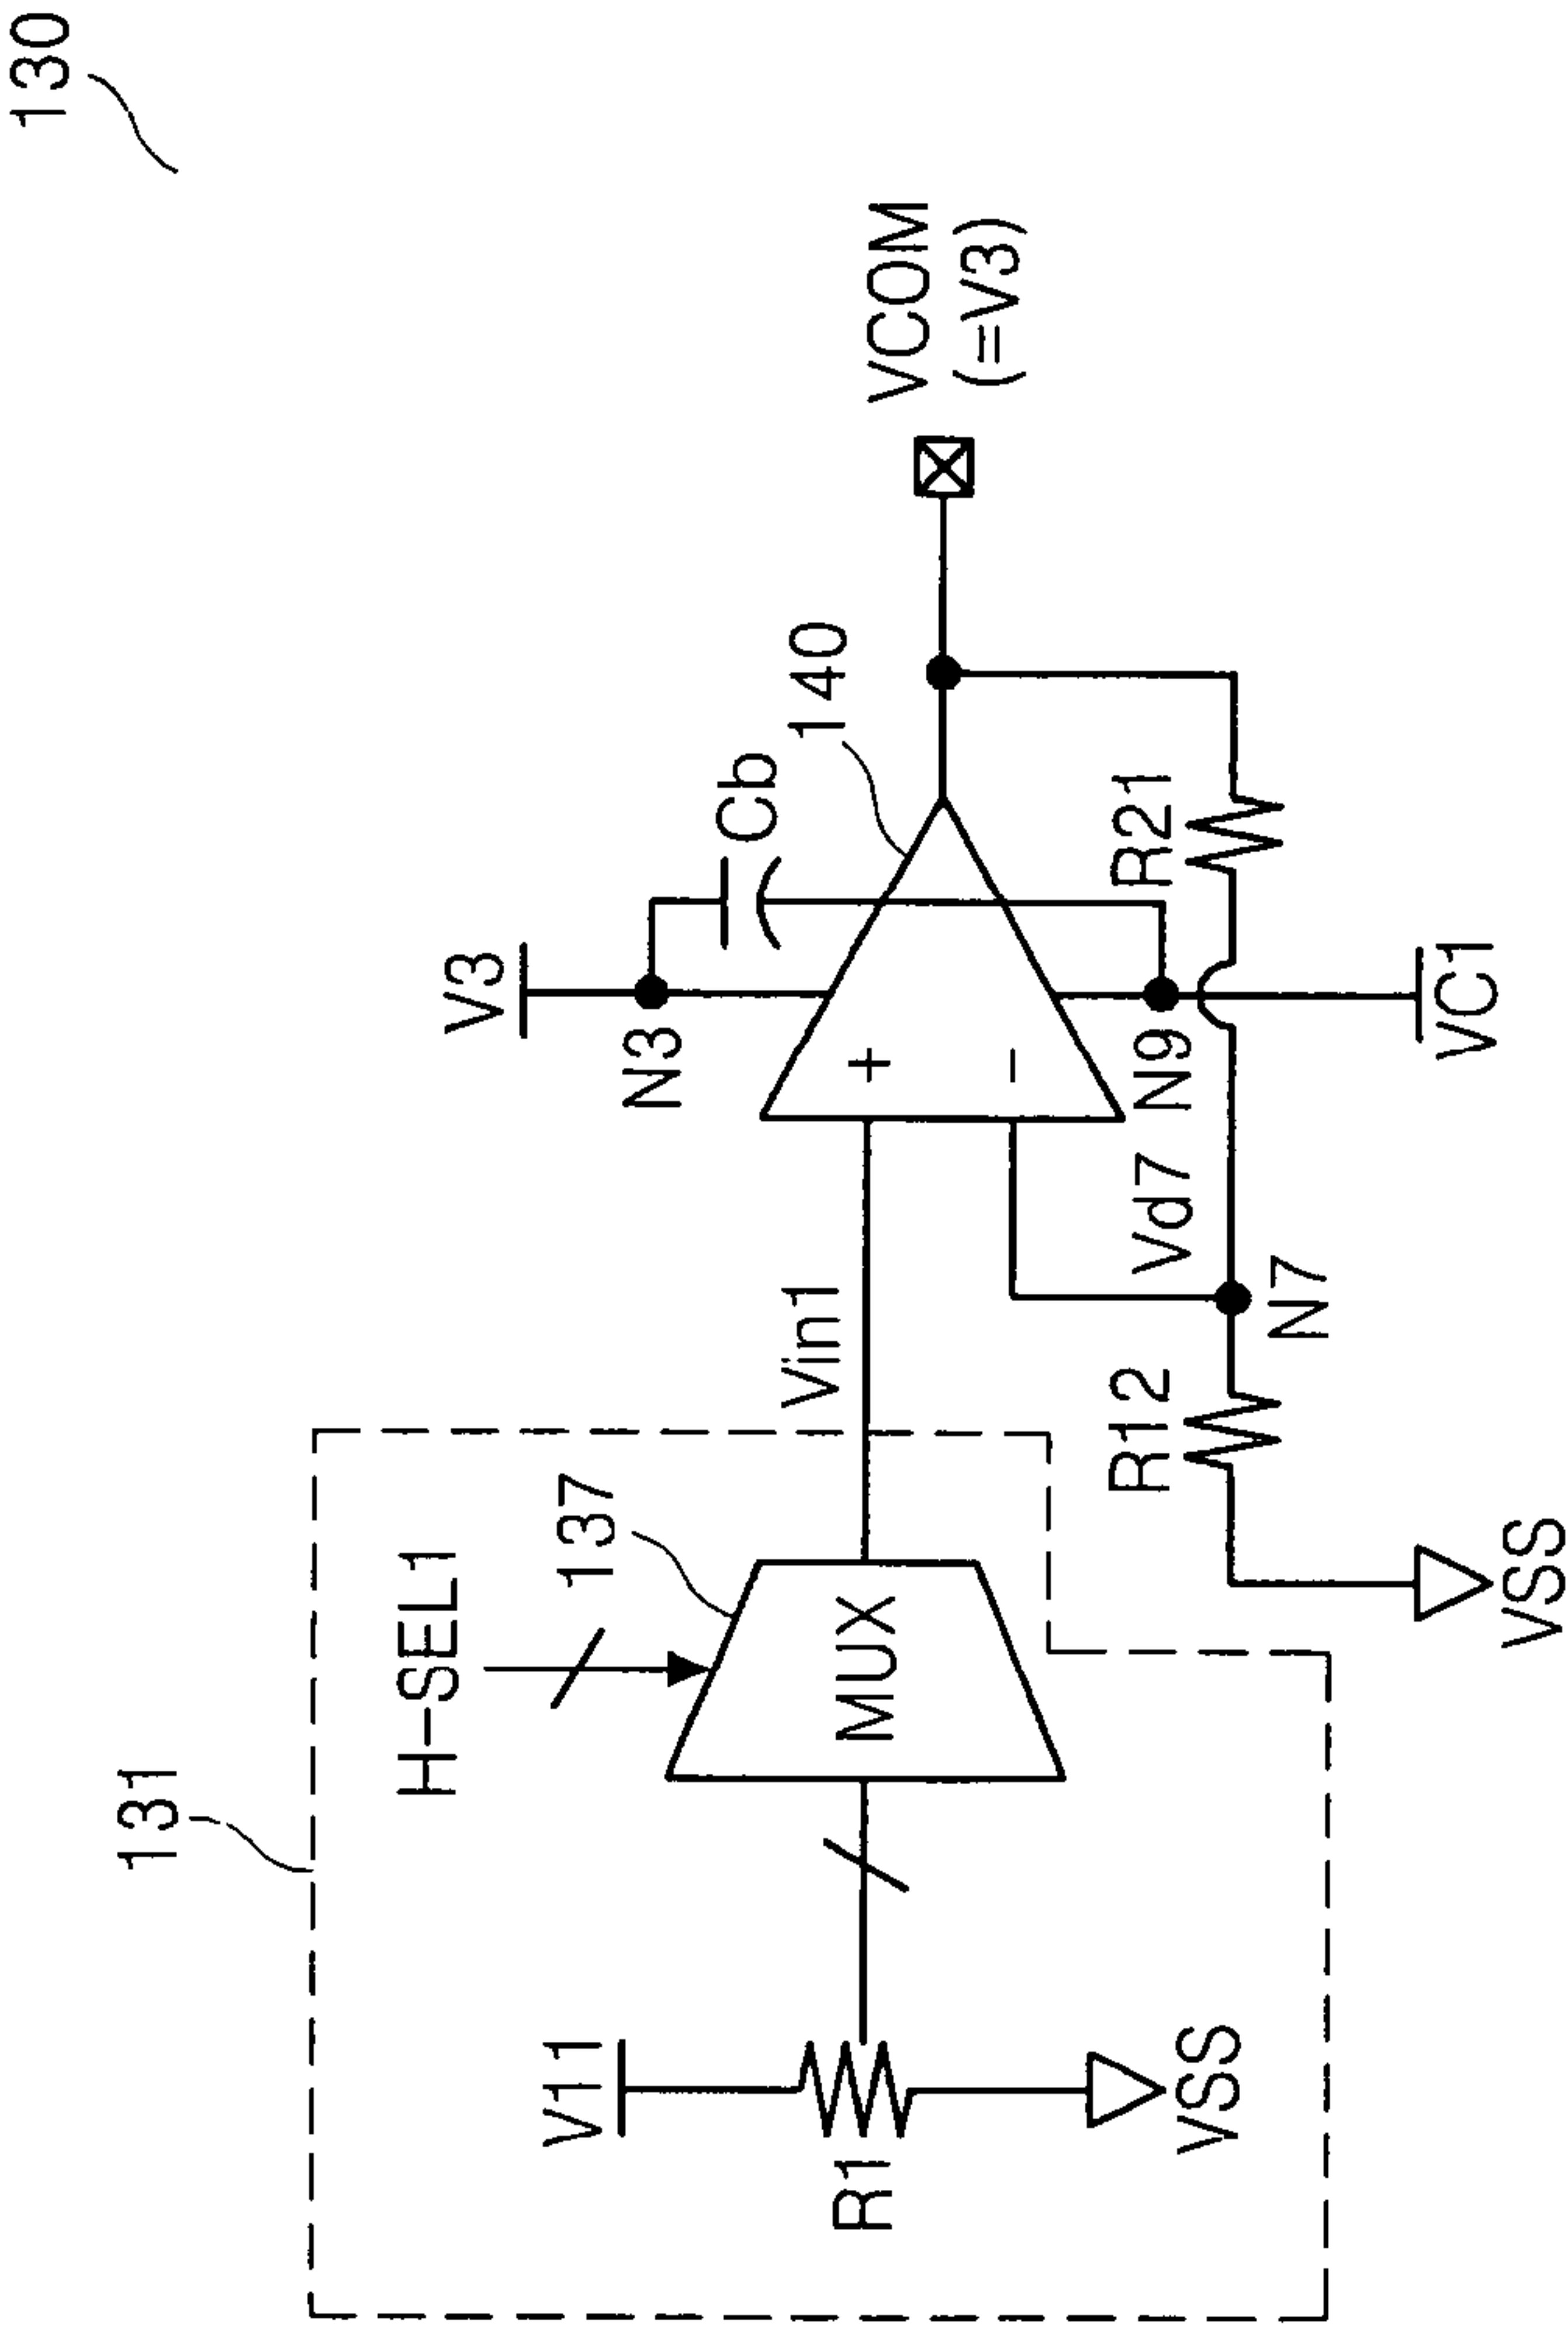 130
131
H-SEL1
137
V11
R1
MUX
VSS
Vin1
V3
N3
Cb
140
+
-
VCOM
(=V3)
N9
Vd7
R21
R12
N7
VC1
VSS